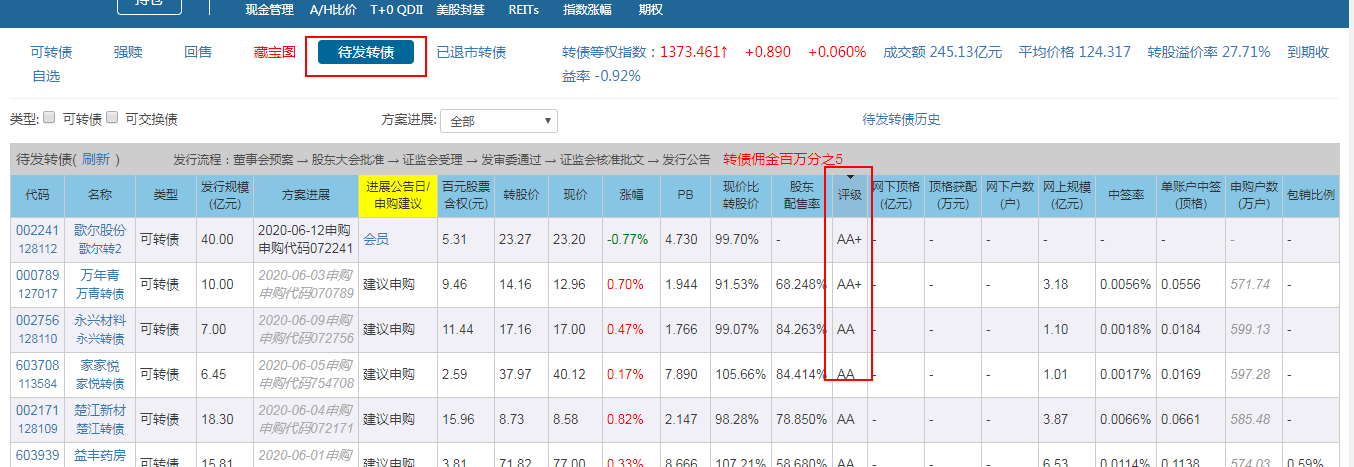 持仓
现金管理 A/H比价 T+0 QDII 美股封基 REITs 指数涨幅 期权
可转债 强赎 回售 藏宝图 待发转债 已退市转债 转债等权指数：1373.461↑ +0.890 +0.060% 成交额 245.13亿元 平均价格 124.317 转股溢价率 27.71% 到期收
自选 益率 -0.92%
类型: 可转债 可交换债 方案进展: 全部 待发转债历史
待发转债( 刷新 ) 发行流程：董事会预案 → 股东大会批准 → 证监会受理 → 发审委通过 → 证监会核准批文 → 发行公告 转债佣金百万分之5
代码 名称 类型 发行规模 (亿元) 方案进展 进展公告日/ 申购建议 百元股票 含权(元) 转股价 现价 涨幅 PB 现价比 转股价 股东 配售率 评级 网下顶格 (亿元) 顶格获配 (万元) 网下户数 (户) 网上规模 (亿元) 中签率 单账户中签 (顶格) 申购户数 (万户) 包销比例
002241 歌尔股份 可转债 40.00 2020-06-12申购 会员 5.31 23.27 23.20 -0.77% 4.730 99.70% - AA+ - - - - - - - -
128112 歌尔转2 申购代码072241
000789 万年青 可转债 10.00 2020-06-03申购 建议申购 9.46 14.16 12.96 0.70% 1.944 91.53% 68.248% AA+ - - - 3.18 0.0056% 0.0556 571.74 -
127017 万青转债 申购代码070789
002756 永兴材料 可转债 7.00 2020-06-09申购 建议申购 11.44 17.16 17.00 0.47% 1.766 99.07% 84.263% AA - - - 1.10 0.0018% 0.0184 599.13 -
128110 永兴转债 申购代码072756
603708 家家悦 可转债 6.45 2020-06-05申购 建议申购 2.59 37.97 40.12 0.17% 7.890 105.66% 84.414% AA - - - 1.01 0.0017% 0.0169 597.28 -
113584 家悦转债 申购代码754708
002171 楚江新材 可转债 18.30 2020-06-04申购 建议申购 15.96 8.73 8.58 0.82% 2.147 98.28% 78.850% AA - - - 3.87 0.0066% 0.0661 585.48 -
128109 楚江转债 申购代码072171
603939 益丰药房 可转债 15.81 2020-06-01申购 建议申购 3.81 71.82 77.00 0.33% 8.666 107.21% 58.680% AA - - - 6.53 0.0114% 0.1138 574.03 0.59%